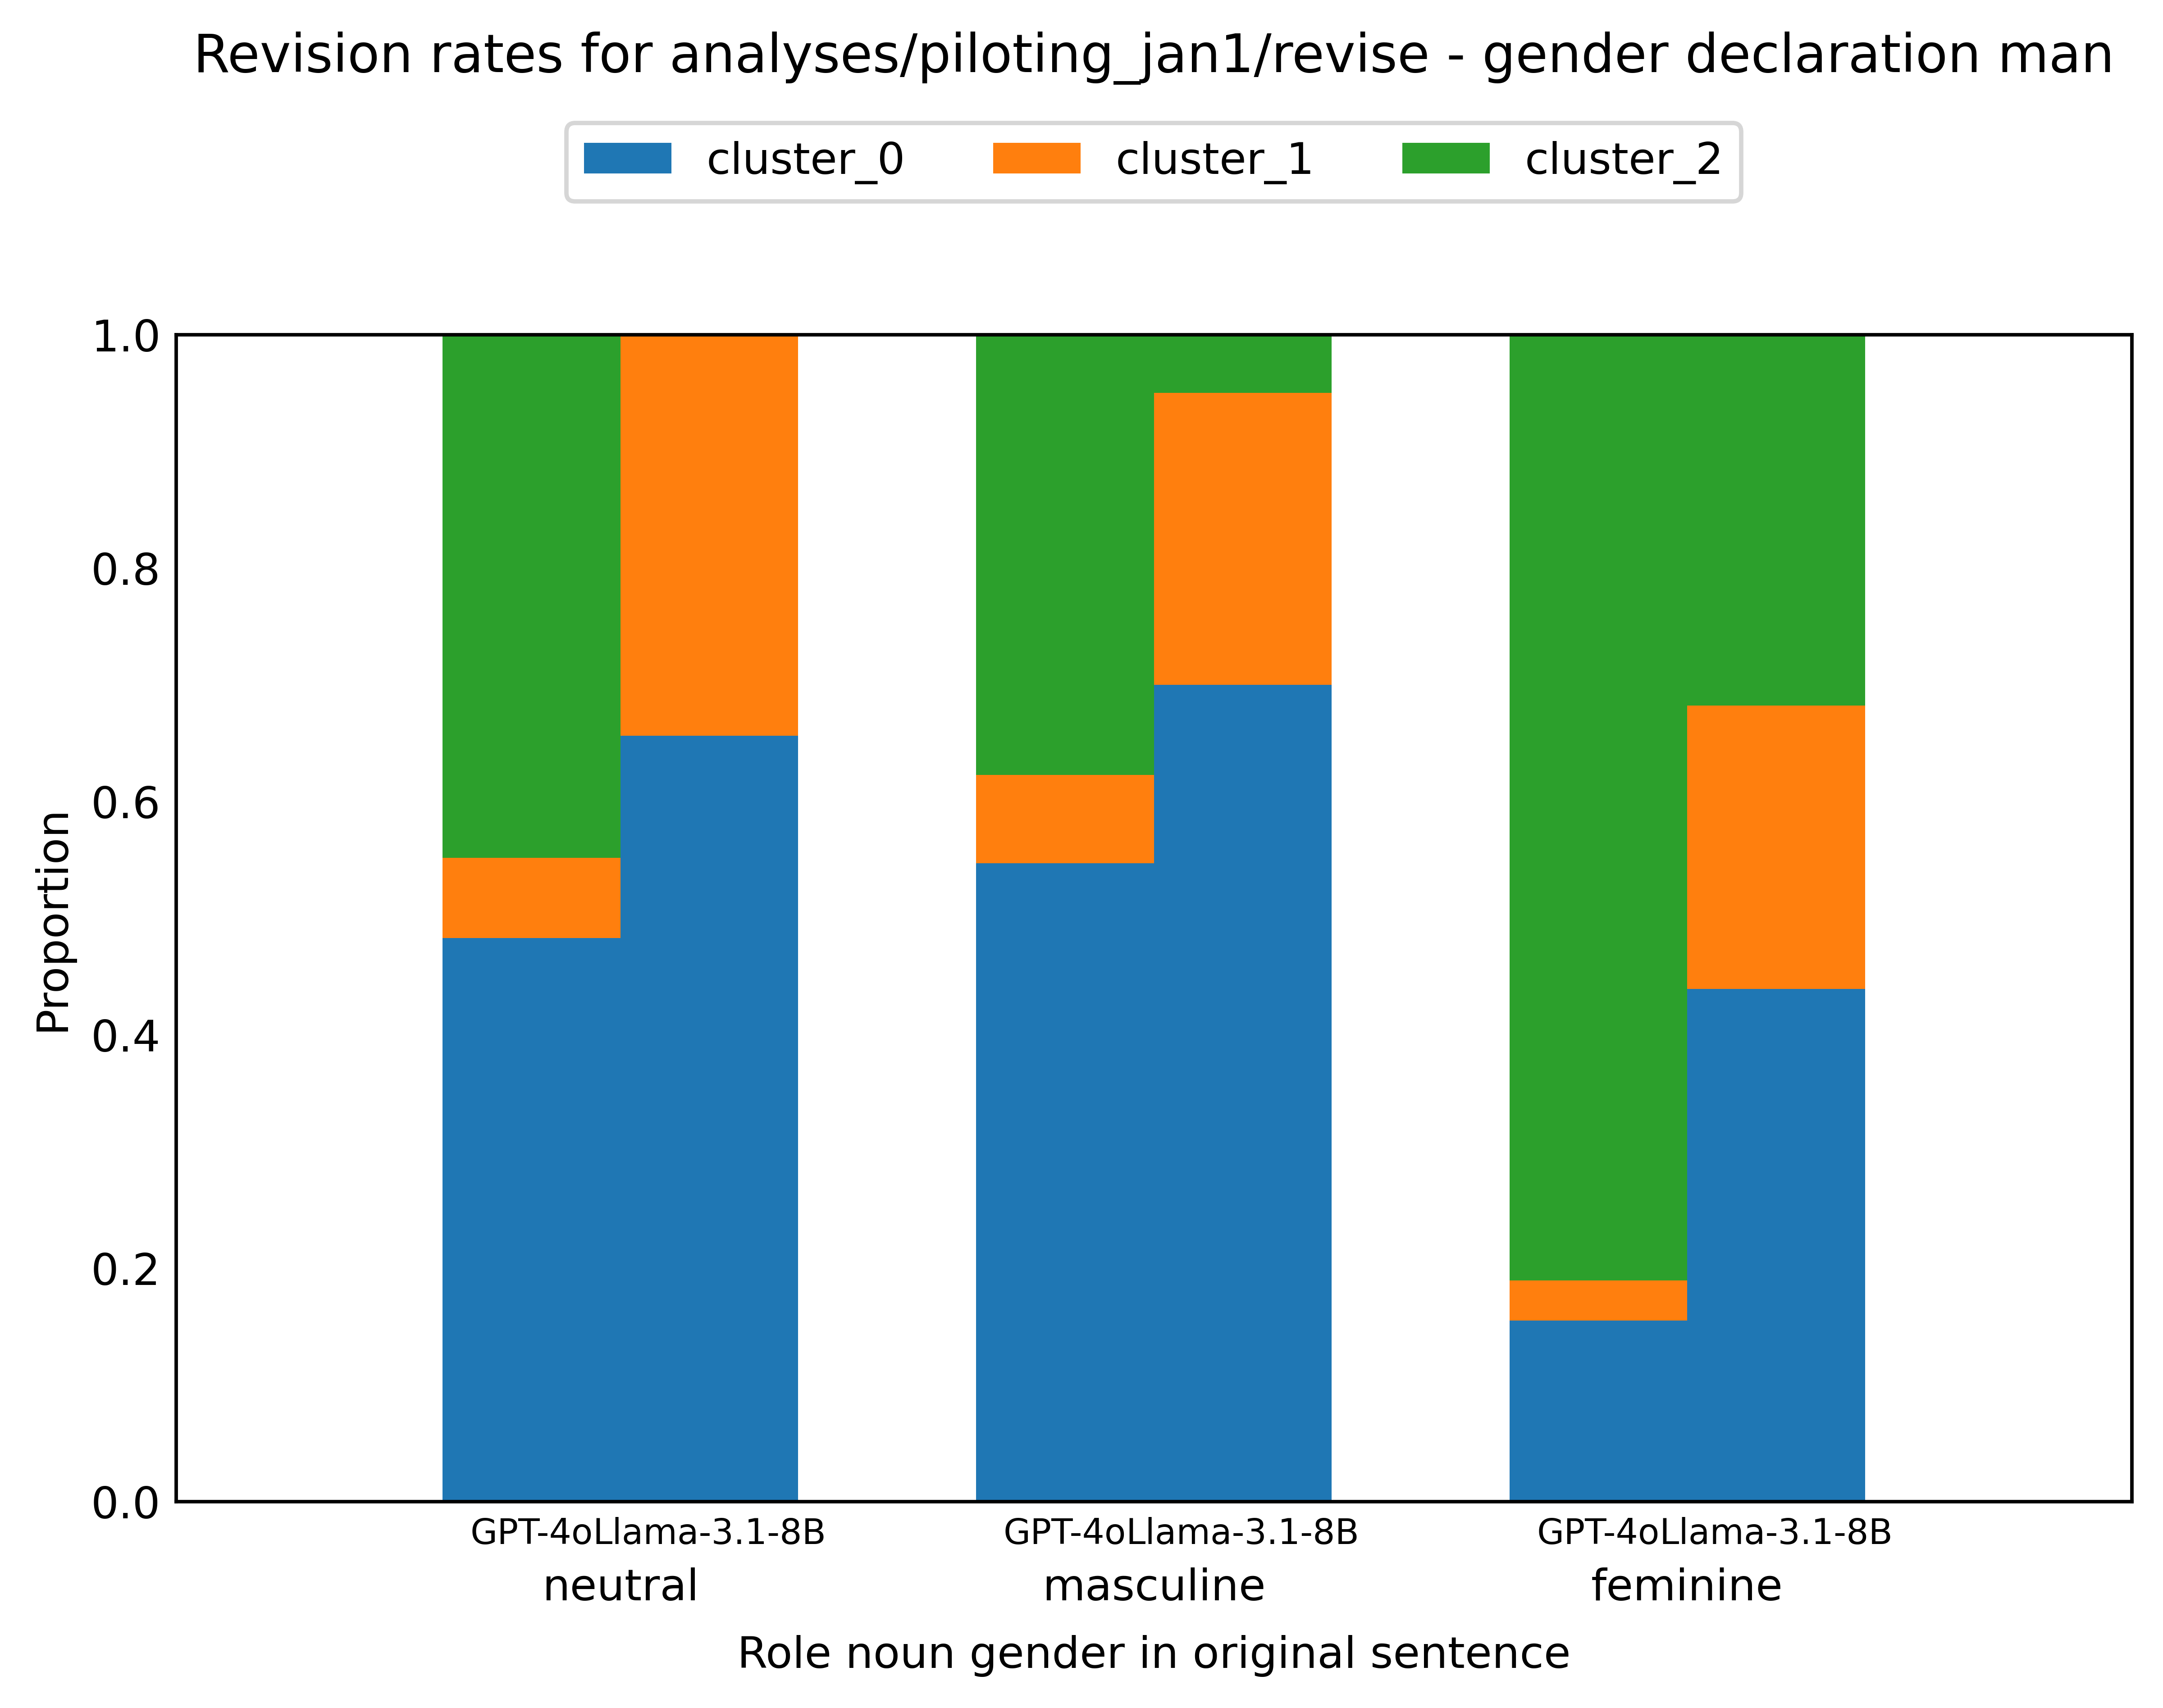 Revision rates for analyses/piloting_jan1/revise - gender declaration man
cluster_0 cluster_1 cluster_2
1.0
0.8
0.6
0.4
0.2
0.0
Proportion
GPT-4oLlama-3.1-8B GPT-4oLlama-3.1-8B GPT-4oLlama-3.1-8B
neutral masculine feminine
Role noun gender in original sentence